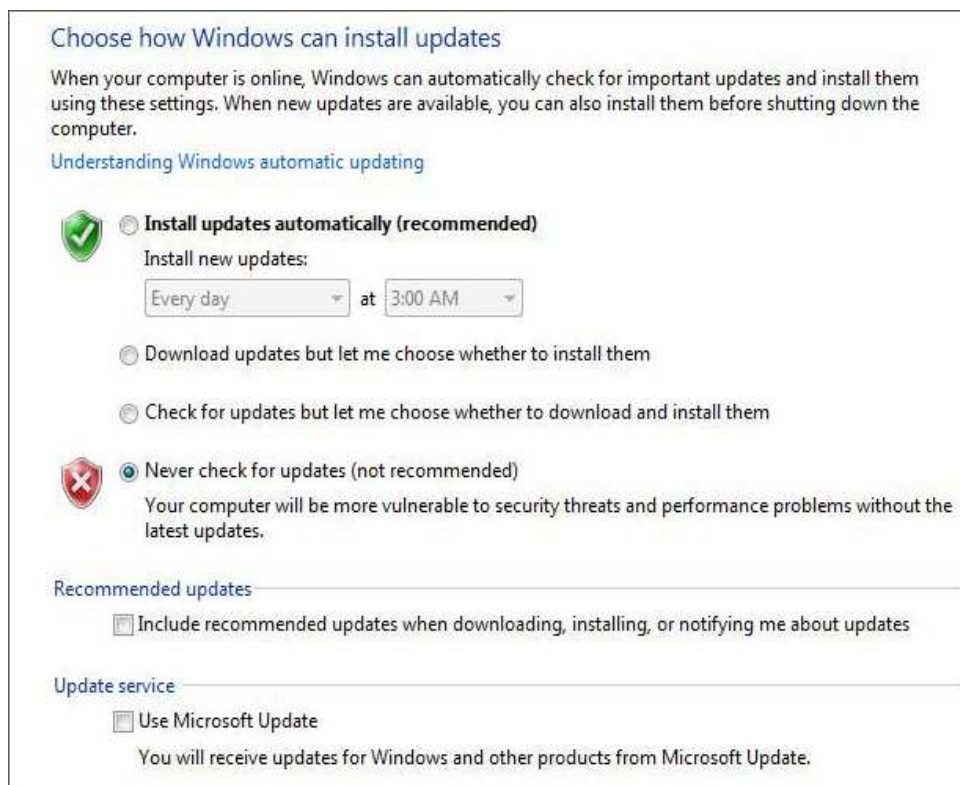 Choose how Windows can install updates
When your computer is online, Windows can automatically check for important updates and install them
using these settings. When new updates are available, you can also install them before shutting down the
computer.
Understanding Windows automatic updating
Install updates automatically (recommended)
Install new updates:
Every day at 3:00 AM
Download updates but let me choose whether to install them
Check for updates but let me choose whether to download and install them
Never check for updates (not recommended)
Your computer will be more vulnerable to security threats and performance problems without the
latest updates.
Recommended updates
Include recommended updates when downloading, installing, or notifying me about updates
Update service
Use Microsoft Update
You will receive updates for Windows and other products from Microsoft Update.